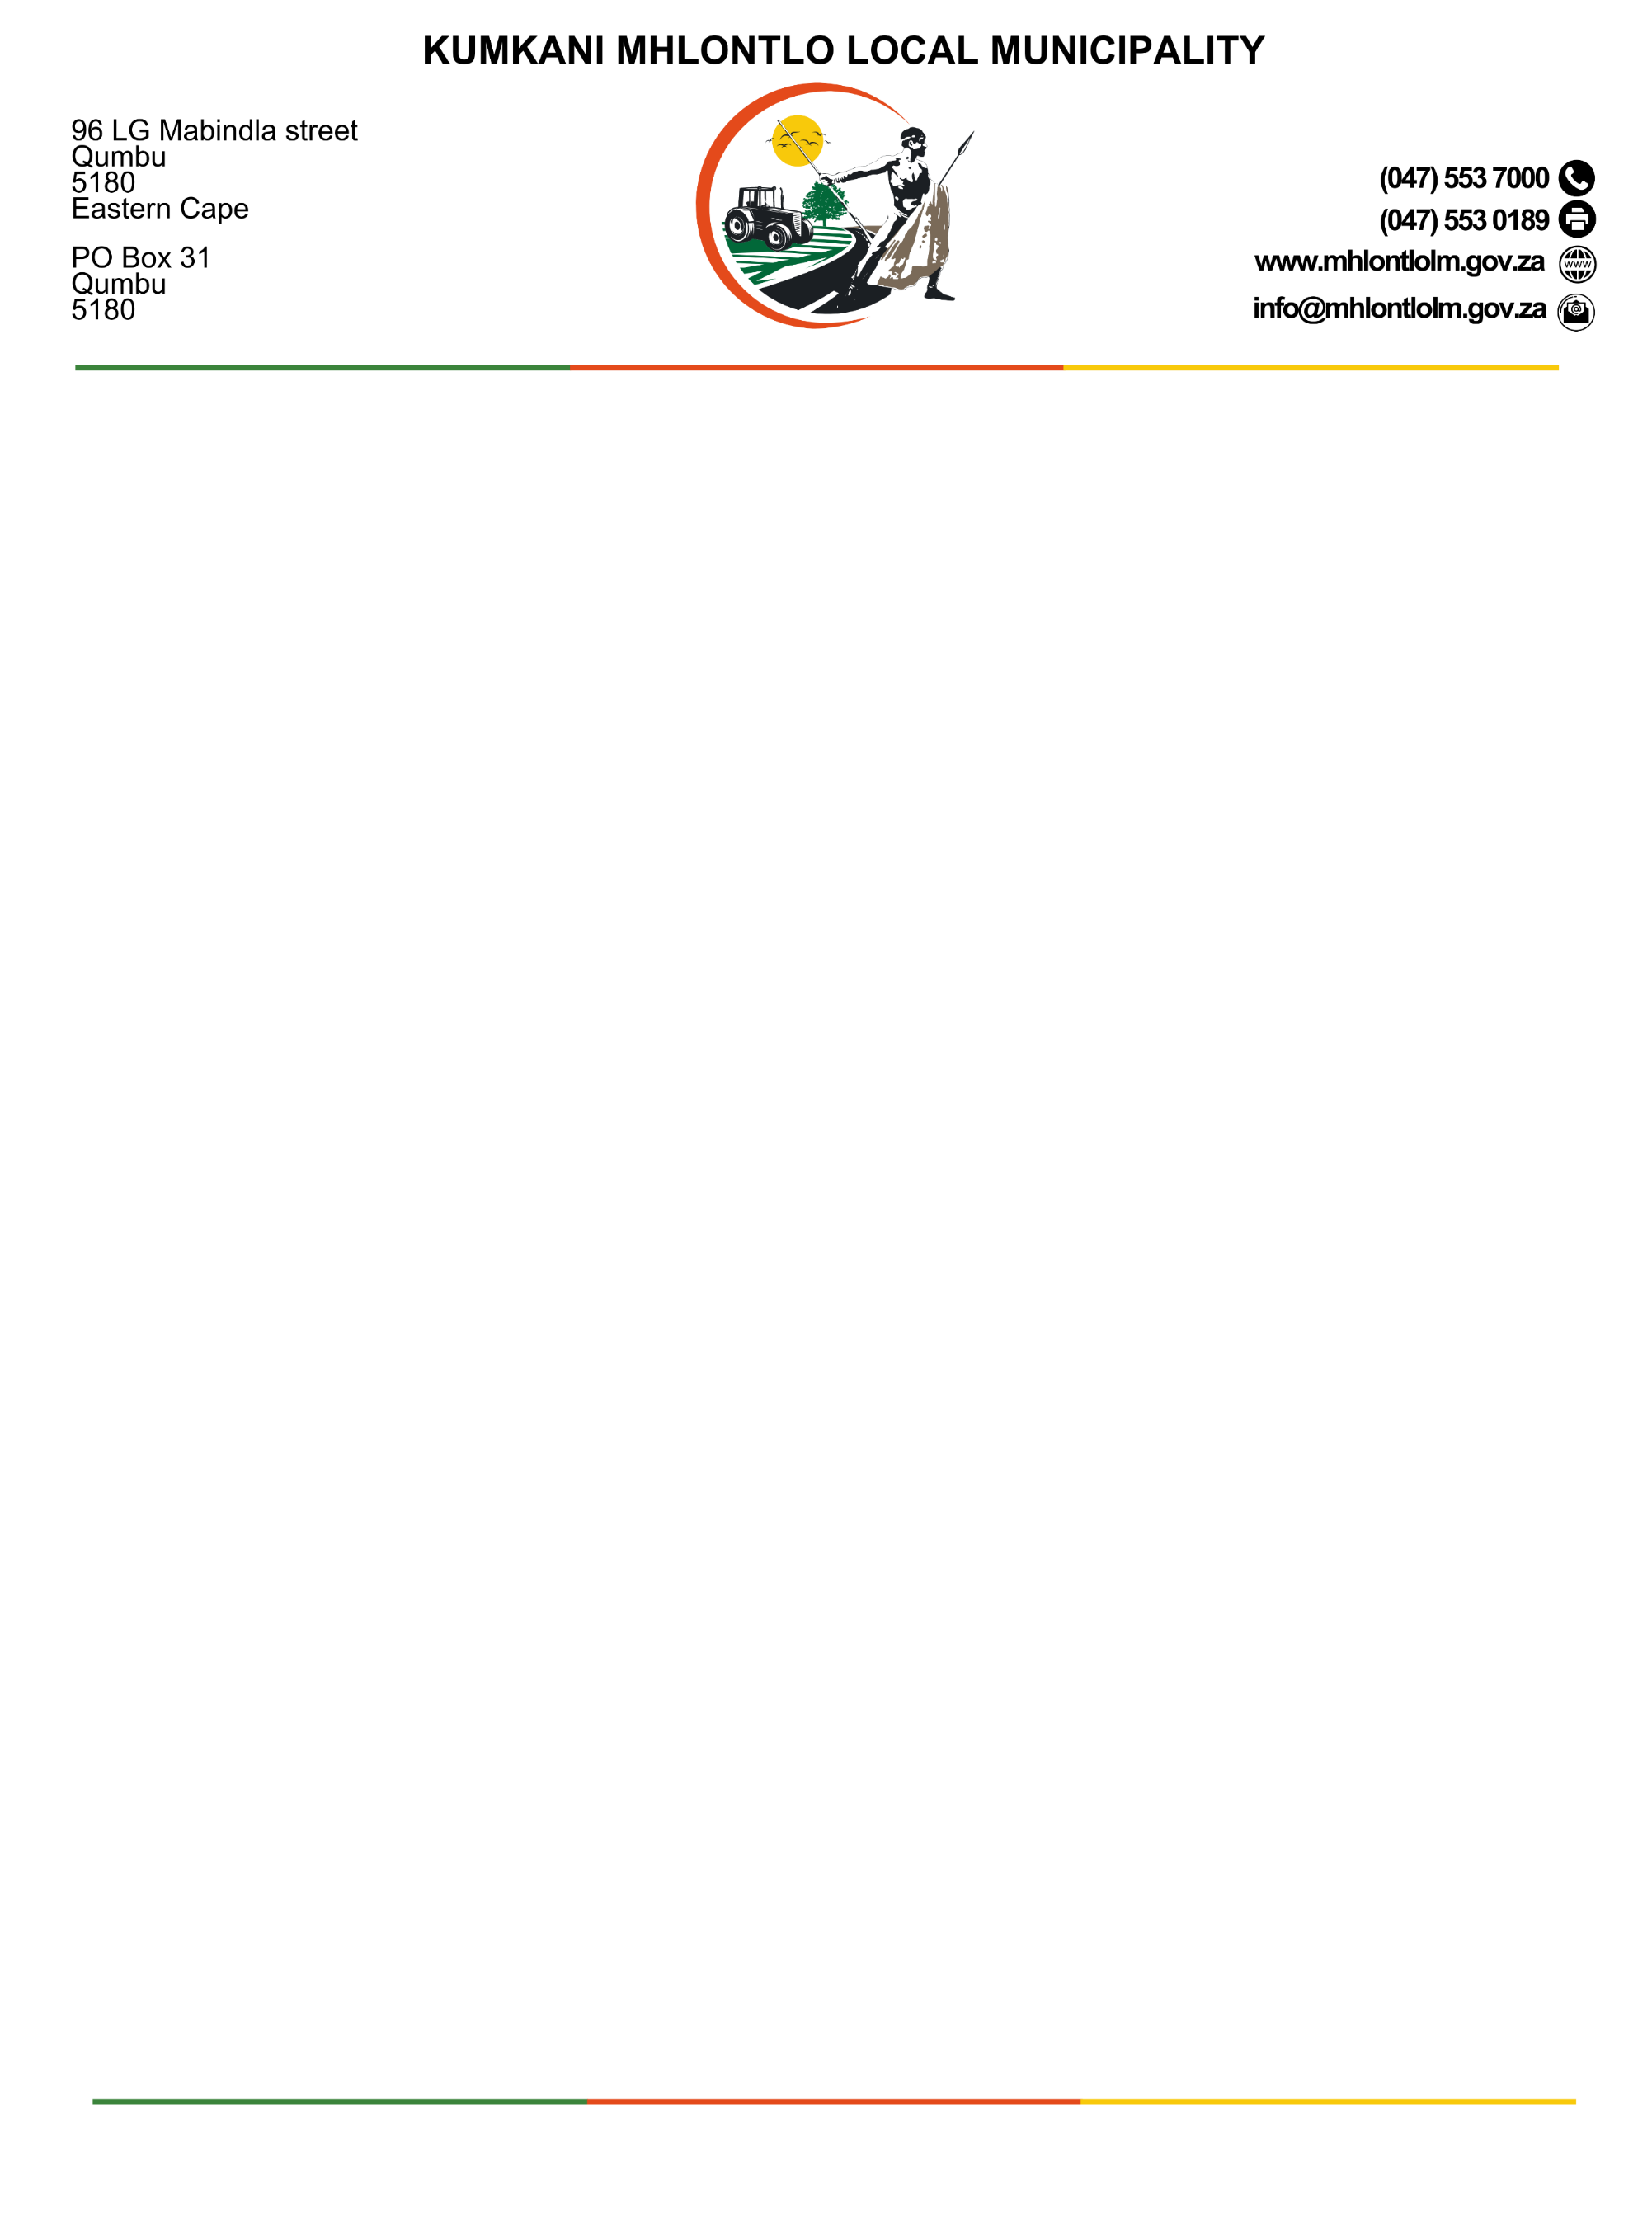 KUMKANI MHLONTLO LOCAL MUNICIPALITY
96 LG Mabindla street
Qumbu
5180
Eastern Cape
PO Box 31
Qumbu
5180
(047) 553 7000
(047) 553 0189
www.mhlontlolm.gov.za
WWW
info@mhlontlolm.gov.za
@